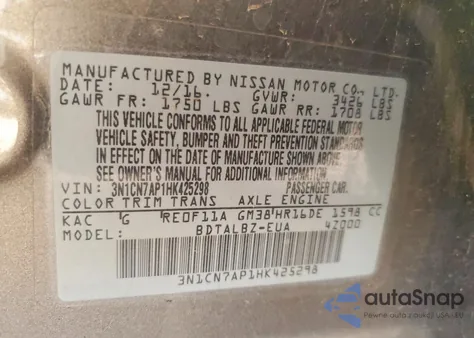 MANUFACTURED BY NISSAN MOTOR CO., LTD.
DATE: 12/16 GVWR: 3426 LBS
GAWR FR: 1750 LBS GAWR RR: 1708 LBS
THIS VEHICLE CONFORMS TO ALL APPLICABLE FEDERAL MOTOR
VEHICLE SAFETY, BUMPER AND THEFT PREVENTION STANDARDS
IN EFFECT ON THE DATE OF MANUFACTURE SHOWN ABOVE.
SEE OWNER'S MANUAL FOR ADDITIONAL INFORMATION
VIN: 3N1CN7AP1HK425298 PASSENGER CAR
COLOR TRIM TRANS AXLE ENGINE
KAC G RE0F11A GM38 HR16DE 1598 CC
MODEL: BDTALBZ-EUA 42000
3N1CN7AP1HK425298
autoSnap